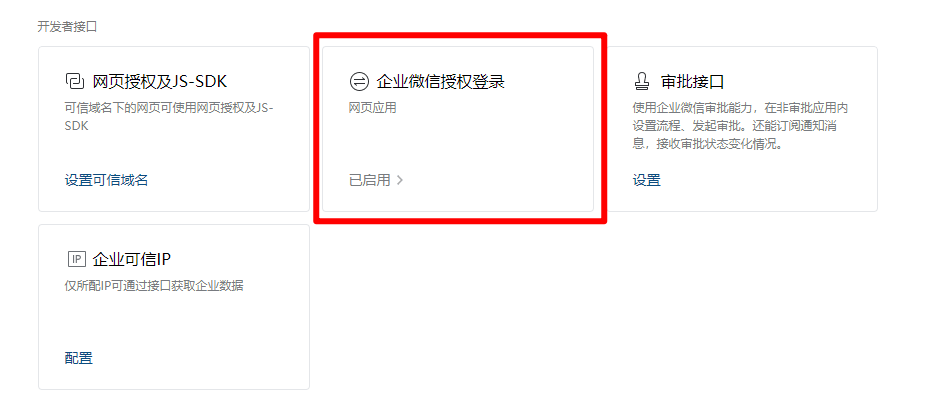 开发者接口
网页授权及JS-SDK
可信域名下的网页可使用网页授权及JS-
SDK
设置可信域名
企业微信授权登录
网页应用
已启用 >
审批接口
使用企业微信审批能力，在非审批应用内
设置流程、发起审批。还能订阅通知消
息，接收审批状态变化情况。
设置
IP 企业可信IP
仅所配IP可通过接口获取企业数据
配置